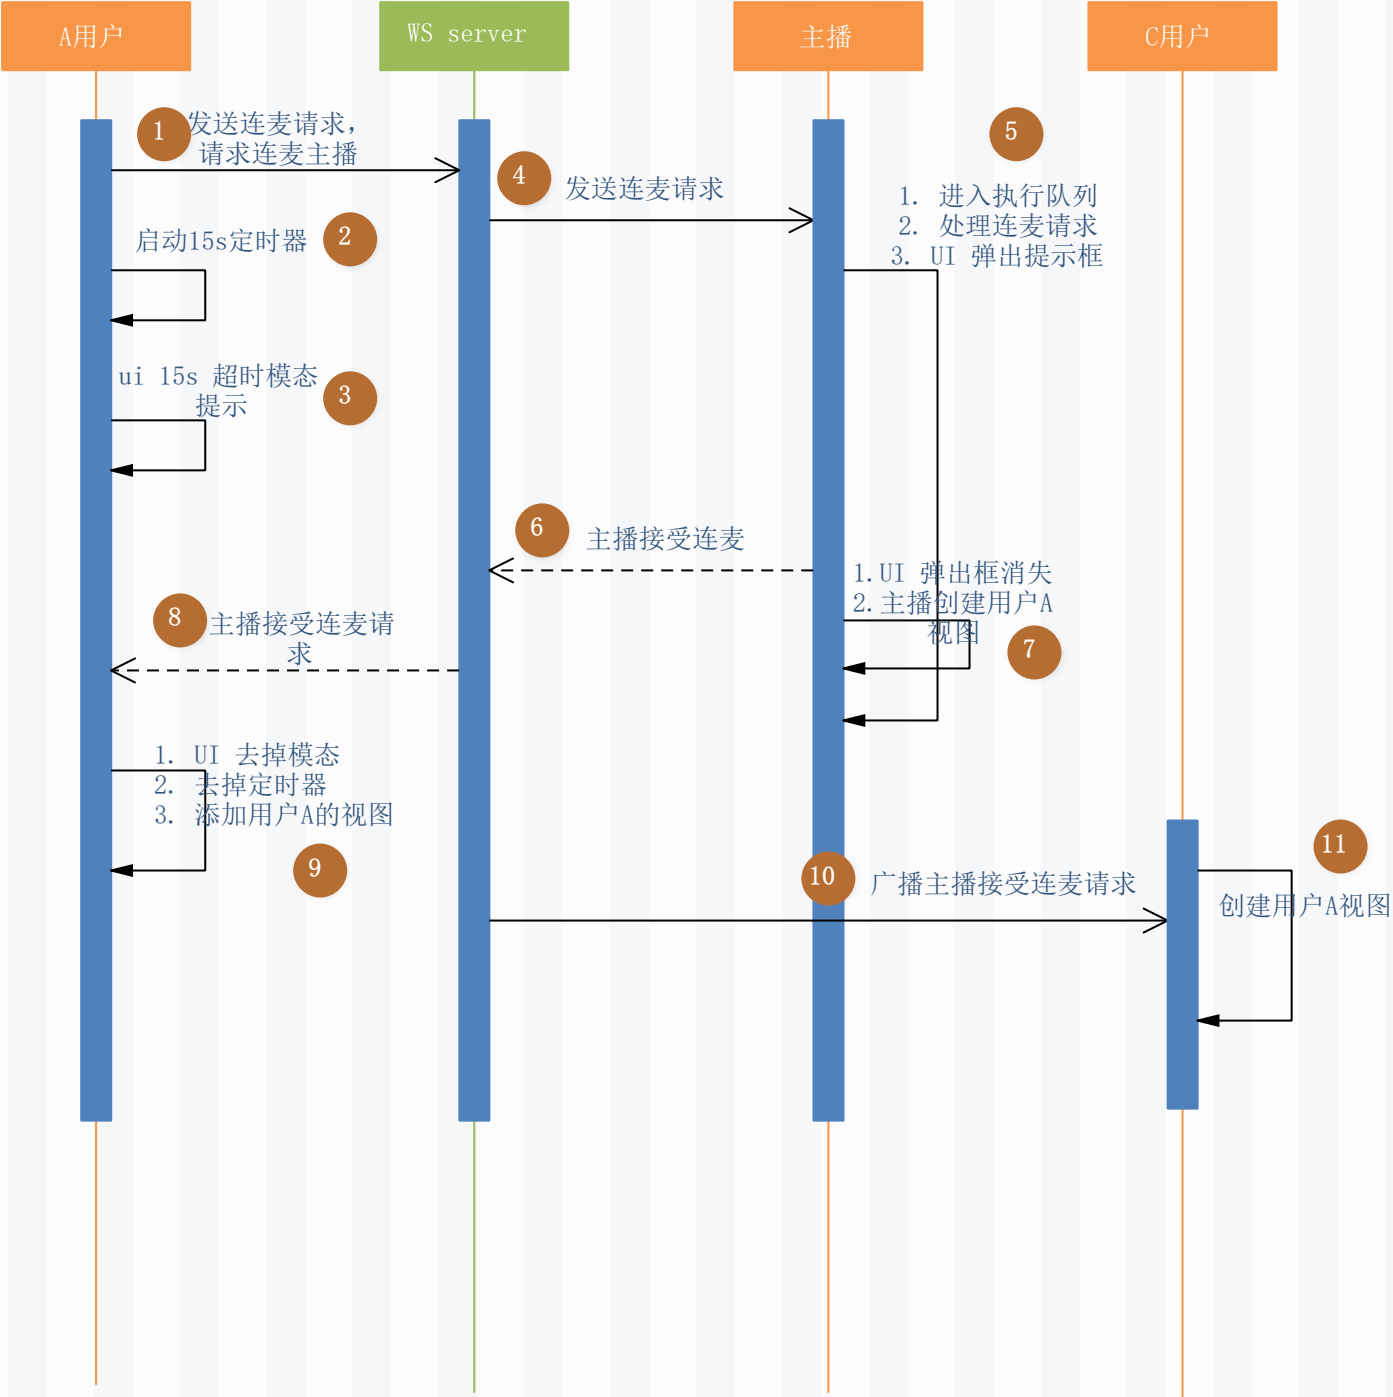 A用户
WS server
主播
C用户
1
发送连麦请求，
请求连麦主播
4
发送连麦请求
5
1. 进入执行队列
2. 处理连麦请求
3. UI 弹出提示框
启动15s定时器
2
ui 15s 超时模态
提示
3
6
主播接受连麦
1.UI 弹出框消失
2.主播创建用户A
视图
7
8
主播接受连麦请
求
1. UI 去掉模态
2. 去掉定时器
3. 添加用户A的视图
9
10
广播主播接受连麦请求
11
创建用户A视图